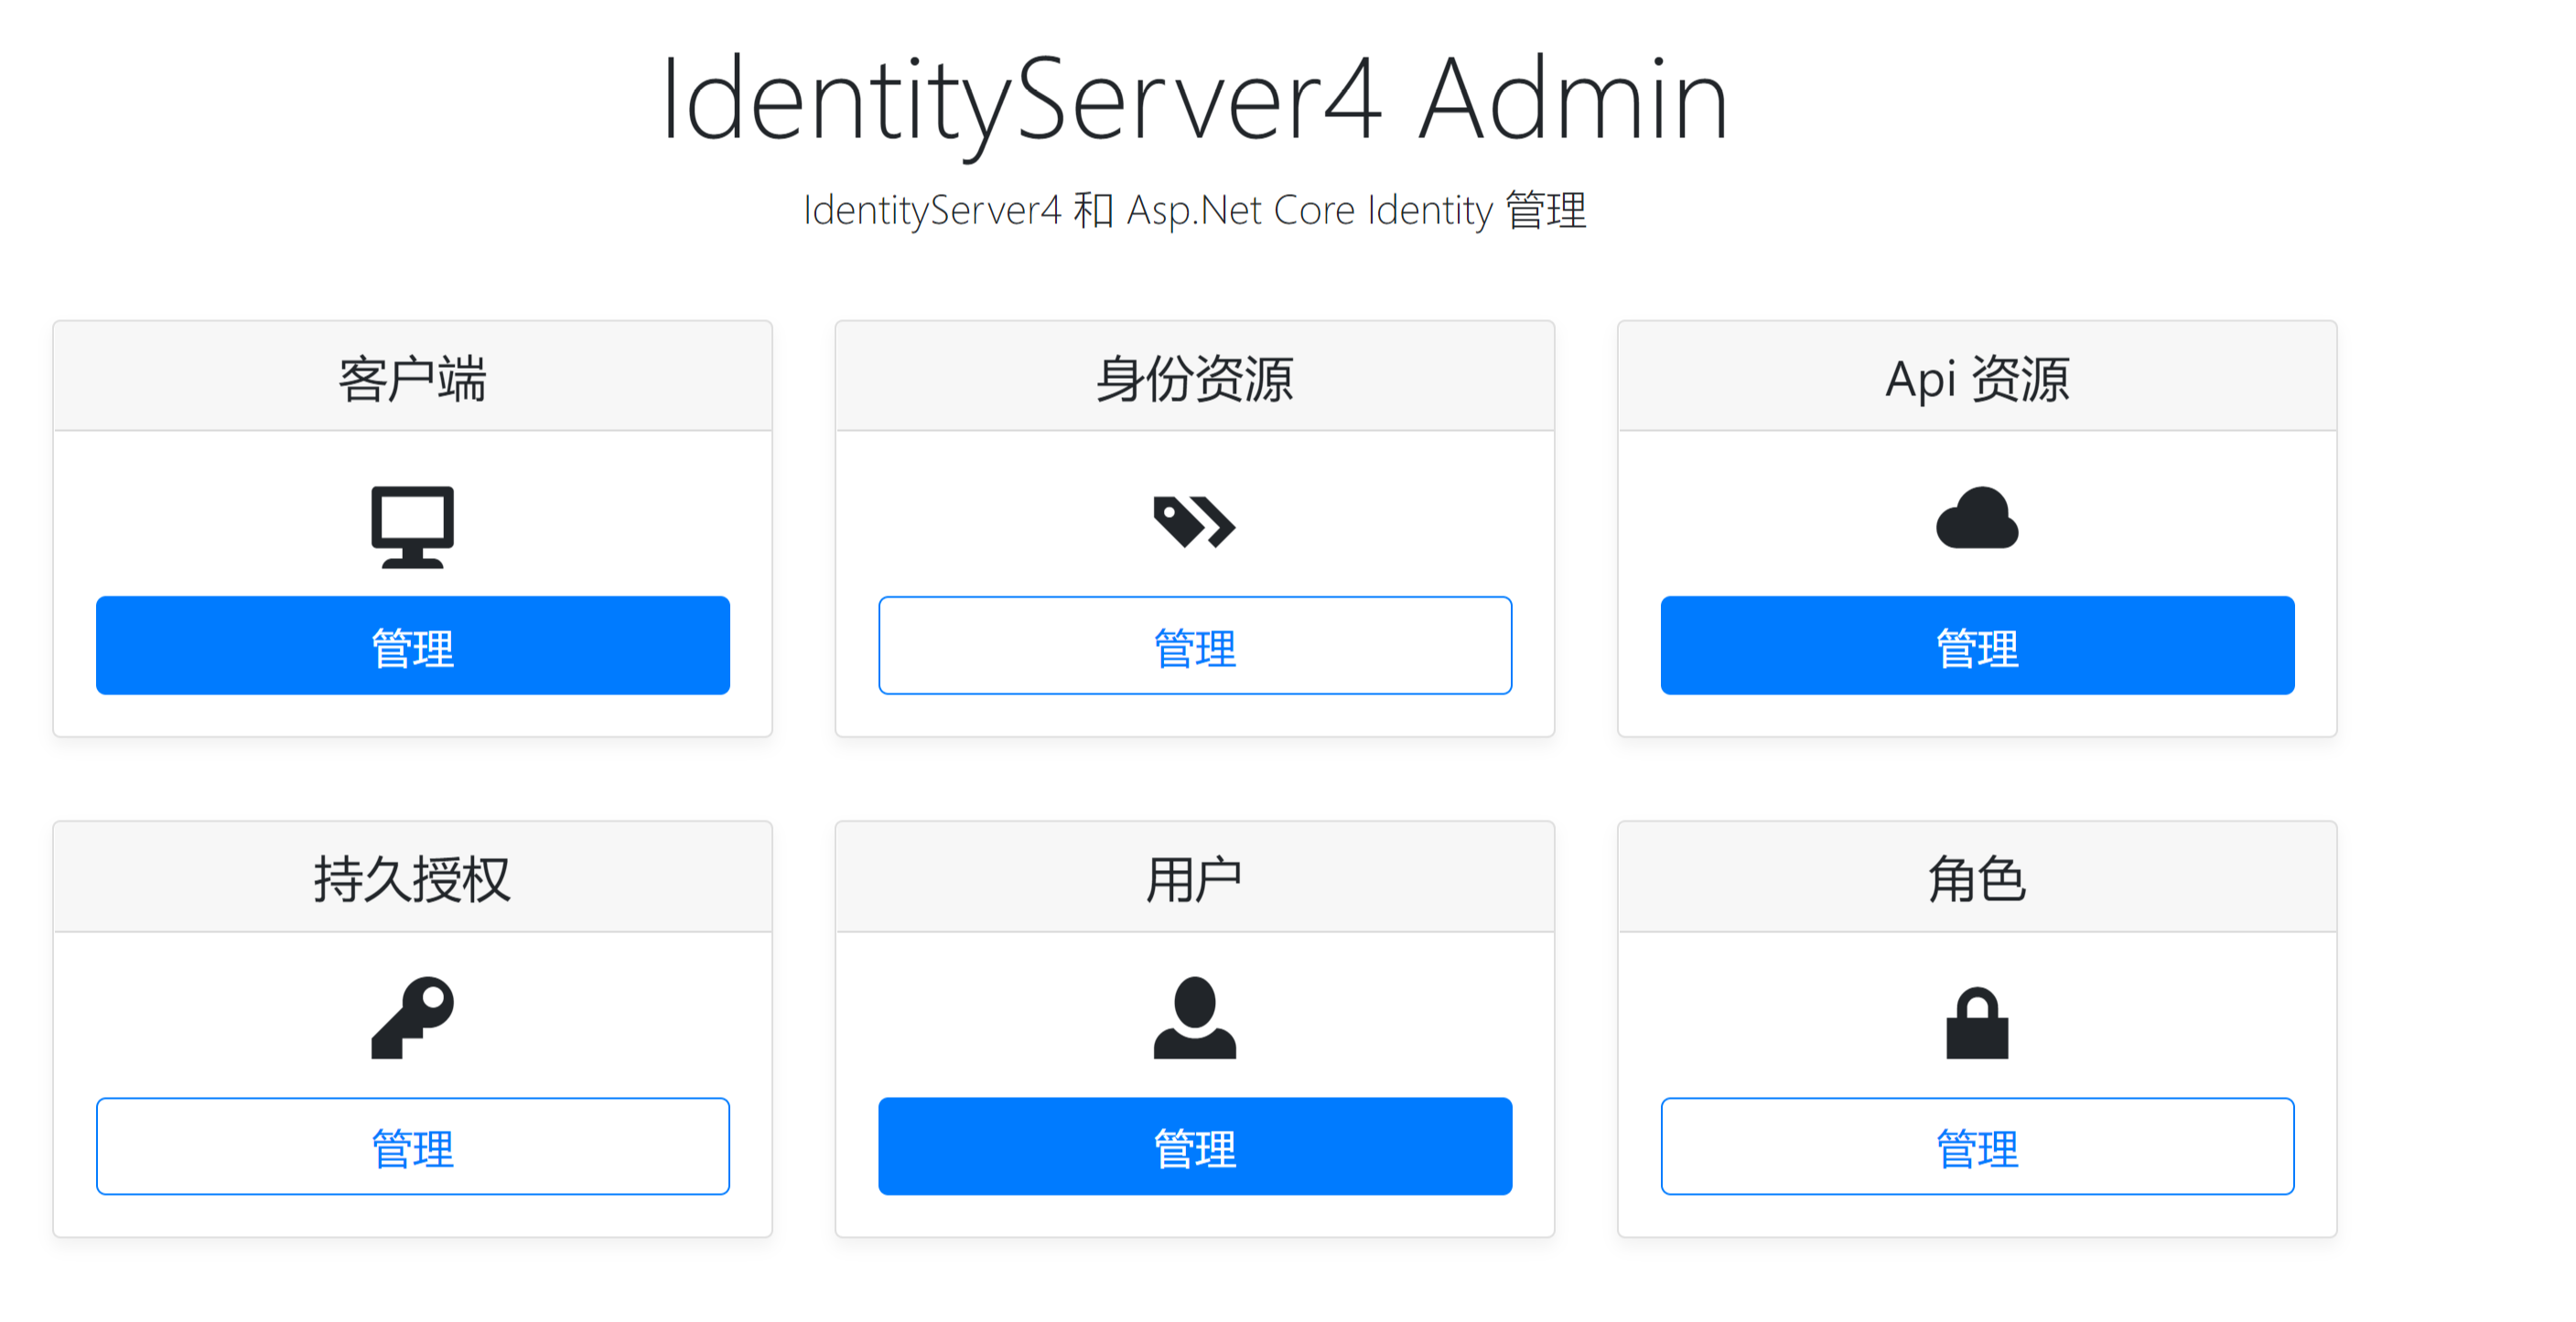 IdentityServer4 Admin
IdentityServer4 和 Asp.Net Core Identity 管理
客户端
管理
身份资源
管理
Api 资源
管理
持久授权
管理
用户
管理
角色
管理